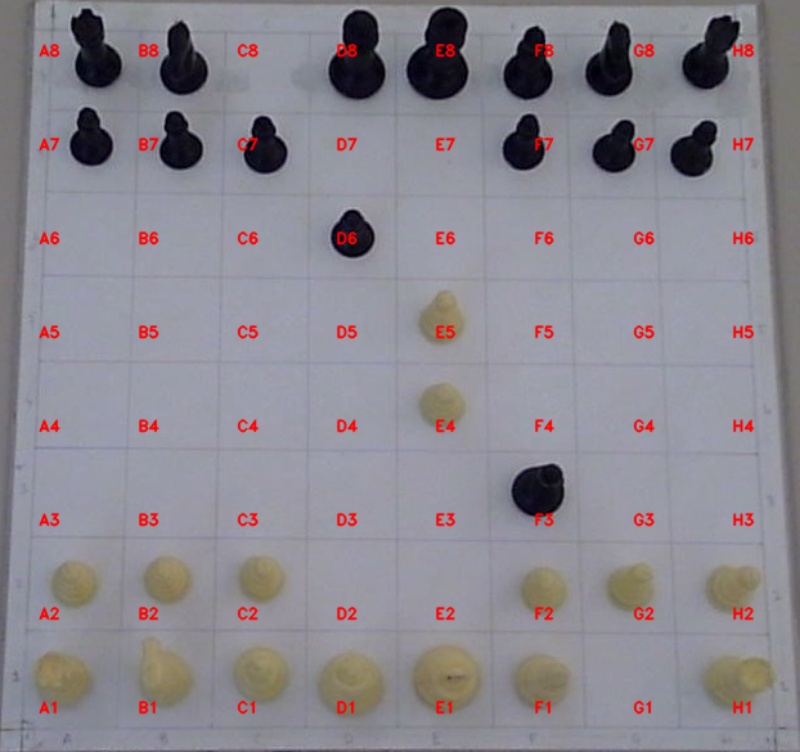 A8 B8 C8 D8 E8 F8 G8 H8
A7 B7 C7 D7 E7 F7 G7 H7
A6 B6 C6 D6 E6 F6 G6 H6
A5 B5 C5 D5 E5 F5 G5 H5
A4 B4 C4 D4 E4 F4 G4 H4
A3 B3 C3 D3 E3 F3 G3 H3
A2 B2 C2 D2 E2 F2 G2 H2
A1 B1 C1 D1 E1 F1 G1 H1